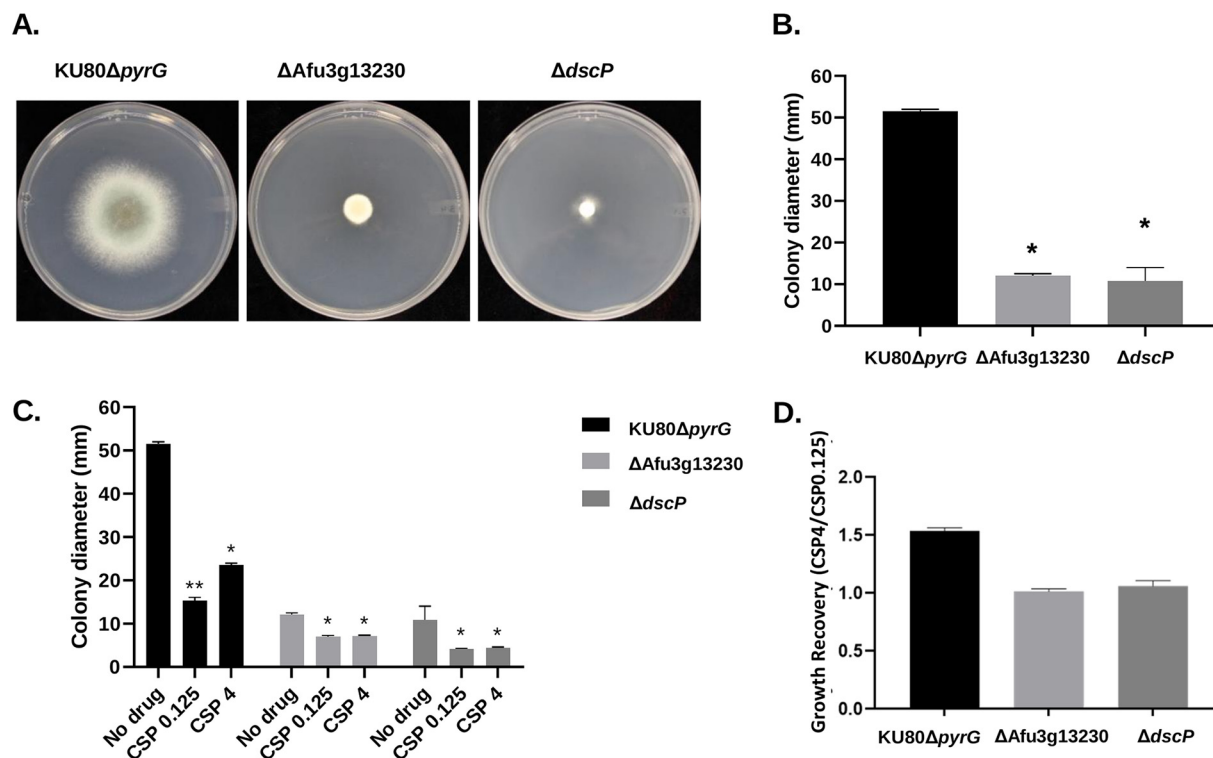 A.
KU80ΔpyrG ΔAfu3g13230 ΔdscP
B.
Colony diameter (mm)
60
50
40
30
20
10
0
*
*
KU80ΔpyrG ΔAfu3g13230 ΔdscP
C.
Colony diameter (mm)
60
50
40
30
20
10
0
**
*
*
*
*
*
No drug
CSP 0.125
CSP 4
No drug
CSP 0.125
CSP 4
No drug
CSP 0.125
CSP 4
KU80ΔpyrG
ΔAfu3g13230
ΔdscP
D.
Growth Recovery (CSP4/CSP0.125)
2.0
1.5
1.0
0.5
0.0
KU80ΔpyrG ΔAfu3g13230 ΔdscP